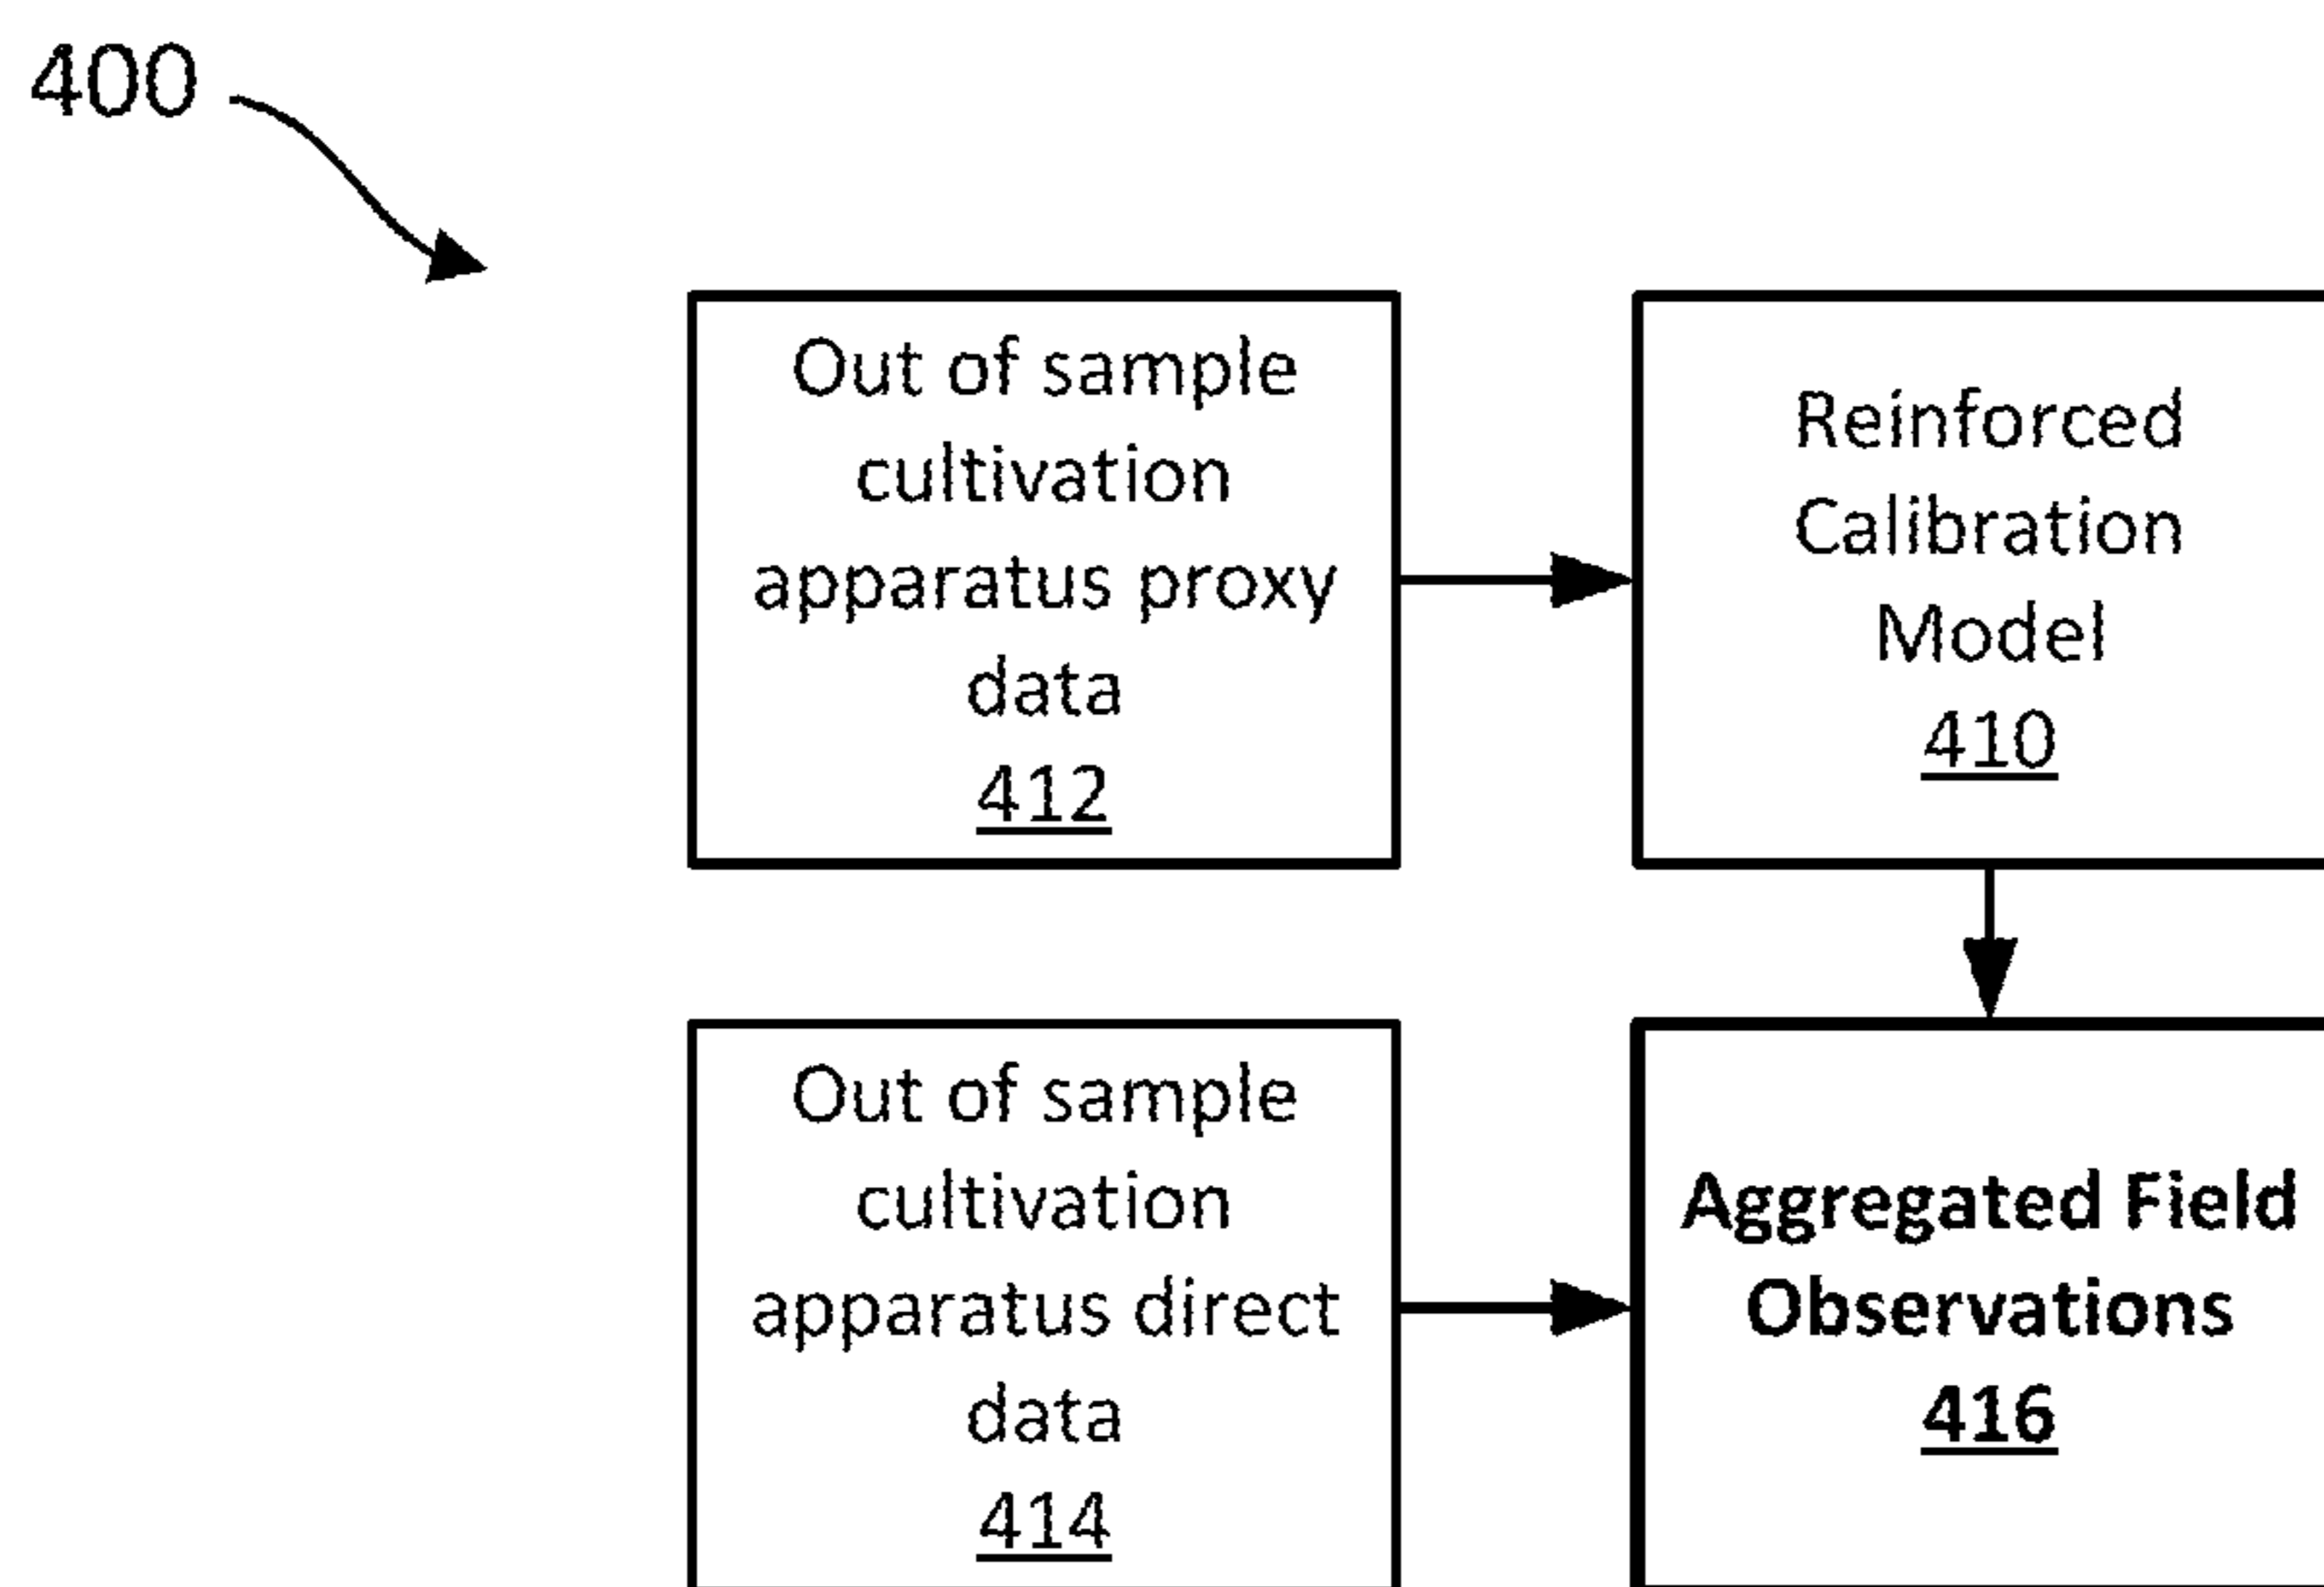 400
Out of sample
cultivation
apparatus proxy
data
412
Reinforced
Calibration
Model
410
Out of sample
cultivation
apparatus direct
data
414
Aggregated Field
Observations
416